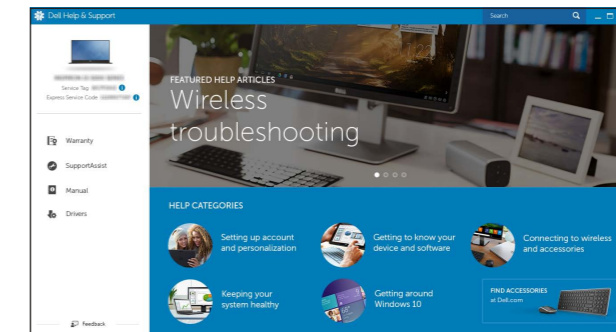 Dell Help & Support
Search
Service Tag:
Express Service Code:
Warranty
SupportAssist
Manual
Drivers
Feedback
FEATURED HELP ARTICLES
Wireless
troubleshooting
HELP CATEGORIES
Setting up account
and personalization
Getting to know your
device and software
Connecting to wireless
and accessories
Keeping your
system healthy
Getting around
Windows 10
FIND ACCESSORIES
at Dell.com